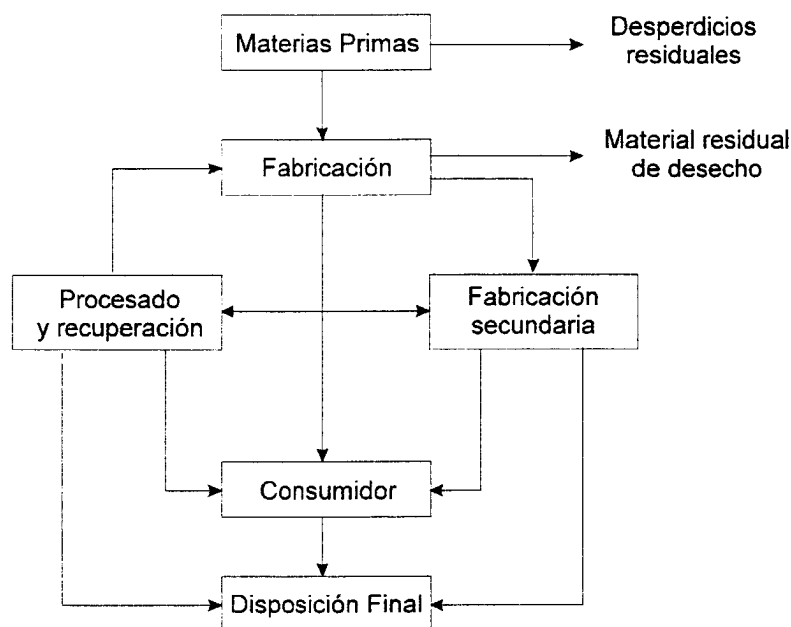 Materias Primas
Desperdicios
residuales
Fabricación
Material residual
de desecho
Procesado
y recuperación
Fabricación
secundaria
Consumidor
Disposición Final